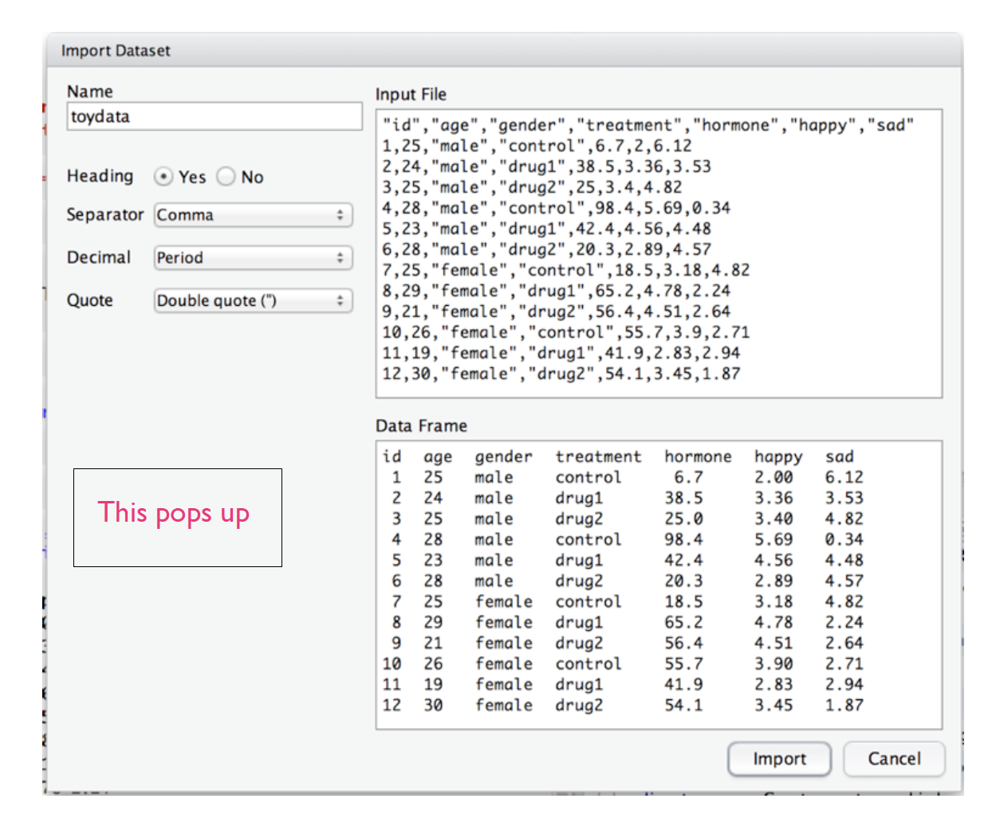 Import Dataset
Name
toydata
Heading Yes No
Separator Comma
Decimal Period
Quote Double quote (")
This pops up
Input File
"id","age","gender","treatment","hormone","happy","sad"
1,25,"male","control",6.7,2,6.12
2,24,"male","drug1",38.5,3.36,3.53
3,25,"male","drug2",25,3.4,4.82
4,28,"male","control",98.4,5.69,0.34
5,23,"male","drug1",42.4,4.56,4.48
6,28,"male","drug2",20.3,2.89,4.57
7,25,"female","control",18.5,3.18,4.82
8,29,"female","drug1",65.2,4.78,2.24
9,21,"female","drug2",56.4,4.51,2.64
10,26,"female","control",55.7,3.9,2.71
11,19,"female","drug1",41.9,2.83,2.94
12,30,"female","drug2",54.1,3.45,1.87
Data Frame
id age gender treatment hormone happy sad
1 25 male control 6.7 2.00 6.12
2 24 male drug1 38.5 3.36 3.53
3 25 male drug2 25.0 3.40 4.82
4 28 male control 98.4 5.69 0.34
5 23 male drug1 42.4 4.56 4.48
6 28 male drug2 20.3 2.89 4.57
7 25 female control 18.5 3.18 4.82
8 29 female drug1 65.2 4.78 2.24
9 21 female drug2 56.4 4.51 2.64
10 26 female control 55.7 3.90 2.71
11 19 female drug1 41.9 2.83 2.94
12 30 female drug2 54.1 3.45 1.87
Import Cancel